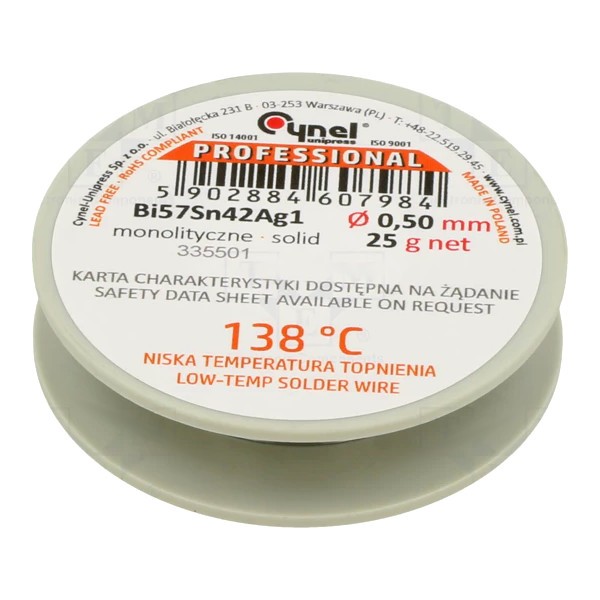 Cynel-Unipress Sp. z o.o. · ul. Białołęcka 231 B · 03-253 Warszawa (PL) · T: +48-22.519.29.45 · www.cynel.com.pl
LEAD FREE · RoHS COMPLIANT
ISO 14001
Cynel®
unipress
ISO 9001
MADE IN POLAND
PROFESSIONAL
5 902884 607984
Bi57Sn42Ag1 Ø 0,50 mm
monolityczne · solid 25 g net
335501
KARTA CHARAKTERYSTYKI DOSTĘPNA NA ŻĄDANIE
SAFETY DATA SHEET AVAILABLE ON REQUEST
138 °C
NISKA TEMPERATURA TOPNIENIA
LOW-TEMP SOLDER WIRE